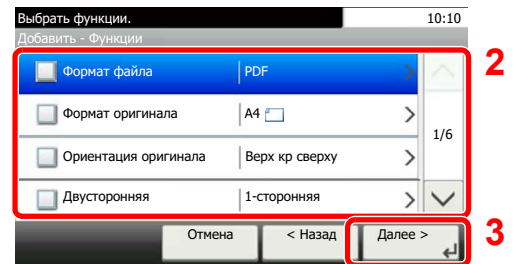 Выбрать функции. 10:10
Добавить - Функции
Формат файла PDF
Формат оригинала A4
1/6
Ориентация оригинала Верх кр сверху
Двусторонняя 1-сторонняя
Отмена < Назад Далее >
2
3